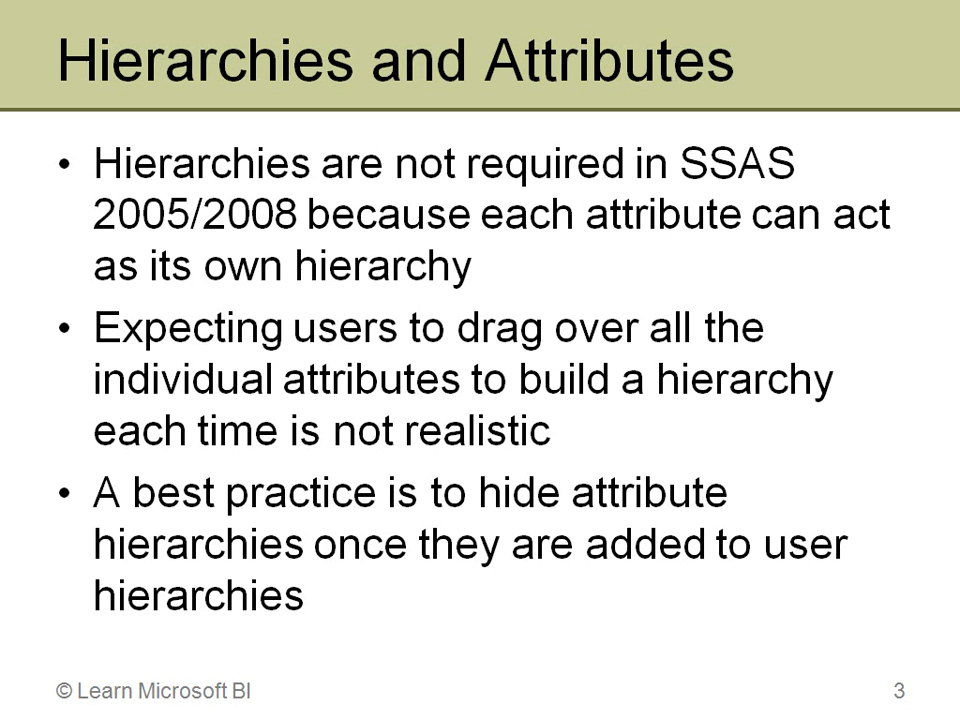 Hierarchies and Attributes
• Hierarchies are not required in SSAS
2005/2008 because each attribute can act
as its own hierarchy
• Expecting users to drag over all the
individual attributes to build a hierarchy
each time is not realistic
• A best practice is to hide attribute
hierarchies once they are added to user
hierarchies
© Learn Microsoft BI
3